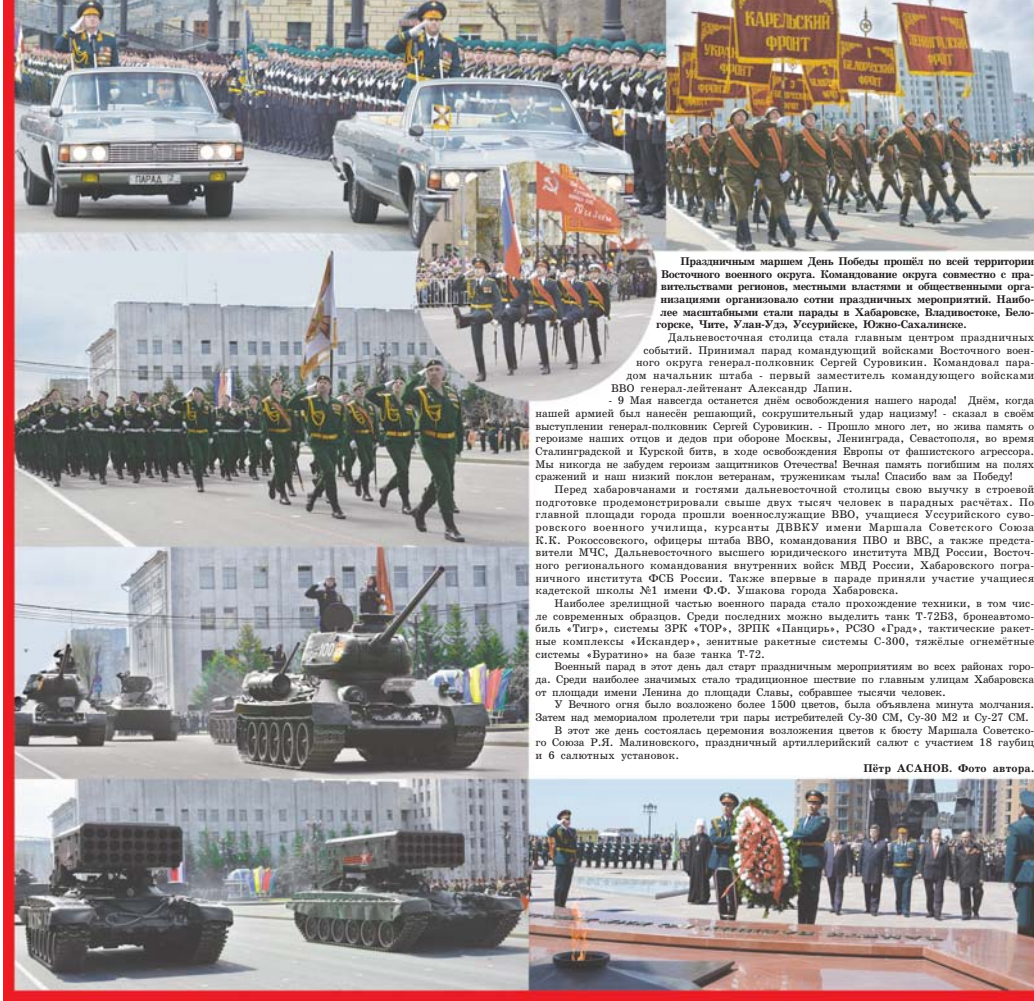 КАРЕЛЬСКИЙ
ФРОНТ
ЛЕНИНГРАДСКИЙ
ФРОНТ
ФРОНТ
ФРОНТ
ПАРАД 2
100
Праздничным маршем День Победы прошёл по всей территории
Восточного военного округа. Командование округа совместно с пра-
вительствами регионов, местными властями и общественными орга-
низациями организовало сотни праздничных мероприятий. Наибо-
лее масштабными стали парады в Хабаровске, Владивостоке, Бело-
горске, Чите, Улан-Удэ, Уссурийске, Южно-Сахалинске.
Дальневосточная столица стала главным центром праздничных
событий. Принимал парад командующий войсками Восточного воен-
ного округа генерал-полковник Сергей Суровикин. Командовал пара-
дом начальник штаба - первый заместитель командующего войсками
ВВО генерал-лейтенант Александр Лапин.
- 9 Мая навсегда останется днём освобождения нашего народа! Днём, когда
нашей армией был нанесён решающий, сокрушительный удар нацизму! - сказал в своём
выступлении генерал-полковник Сергей Суровикин. - Прошло много лет, но жива память о
героизме наших отцов и дедов при обороне Москвы, Ленинграда, Севастополя, во время
Сталинградской и Курской битв, в ходе освобождения Европы от фашистского агрессора.
Мы никогда не забудем героизм защитников Отечества! Вечная память погибшим на полях
сражений и наш низкий поклон ветеранам, труженикам тыла! Спасибо вам за Победу!
Перед хабаровчанами и гостями дальневосточной столицы свою выучку в строевой
подготовке продемонстрировали свыше двух тысяч человек в парадных расчётах. По
главной площади города прошли военнослужащие ВВО, учащиеся Уссурийского суво-
ровского военного училища, курсанты ДВВКУ имени Маршала Советского Союза
К.К. Рокоссовского, офицеры штаба ВВО, командования ПВО и ВВС, а также предста-
вители МЧС, Дальневосточного высшего юридического института МВД России, Восточ-
ного регионального командования внутренних войск МВД России, Хабаровского погра-
ничного института ФСБ России. Также впервые в параде приняли участие учащиеся
кадетской школы №1 имени Ф.Ф. Ушакова города Хабаровска.
Наиболее зрелищной частью военного парада стало прохождение техники, в том чис-
ле современных образцов. Среди последних можно выделить танк Т-72Б3, бронеавтомо-
биль «Тигр», системы ЗРК «ТОР», ЗРПК «Панцирь», РСЗО «Град», тактические ракет-
ные комплексы «Искандер», зенитные ракетные системы С-300, тяжёлые огнемётные
системы «Буратино» на базе танка Т-72.
Военный парад в этот день дал старт праздничным мероприятиям во всех районах горо-
да. Среди наиболее значимых стало традиционное шествие по главным улицам Хабаровска
от площади имени Ленина до площади Славы, собравшее тысячи человек.
У Вечного огня было возложено более 1500 цветов, была объявлена минута молчания.
Затем над мемориалом пролетели три пары истребителей Су-30 СМ, Су-30 М2 и Су-27 СМ.
В этот же день состоялась церемония возложения цветов к бюсту Маршала Советско-
го Союза Р.Я. Малиновского, праздничный артиллерийский салют с участием 18 гаубиц
и 6 салютных установок.
Пётр АСАНОВ. Фото автора.